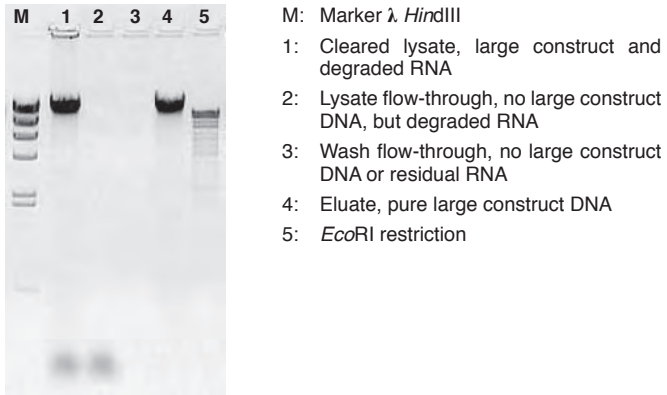 M 1 2 3 4 5
M: Marker λ HindIII
1: Cleared lysate, large construct and
degraded RNA
2: Lysate flow-through, no large construct
DNA, but degraded RNA
3: Wash flow-through, no large construct
DNA or residual RNA
4: Eluate, pure large construct DNA
5: EcoRI restriction